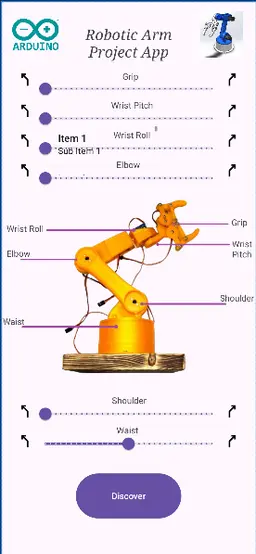 ARDUINO
Robotic Arm
Project App
Grip
Wrist Pitch
Wrist Roll
Item 1
Sub Item 1
Elbow
Wrist Roll
Grip
Elbow
Wrist
Pitch
Shoulder
Waist
Shoulder
Waist
Discover